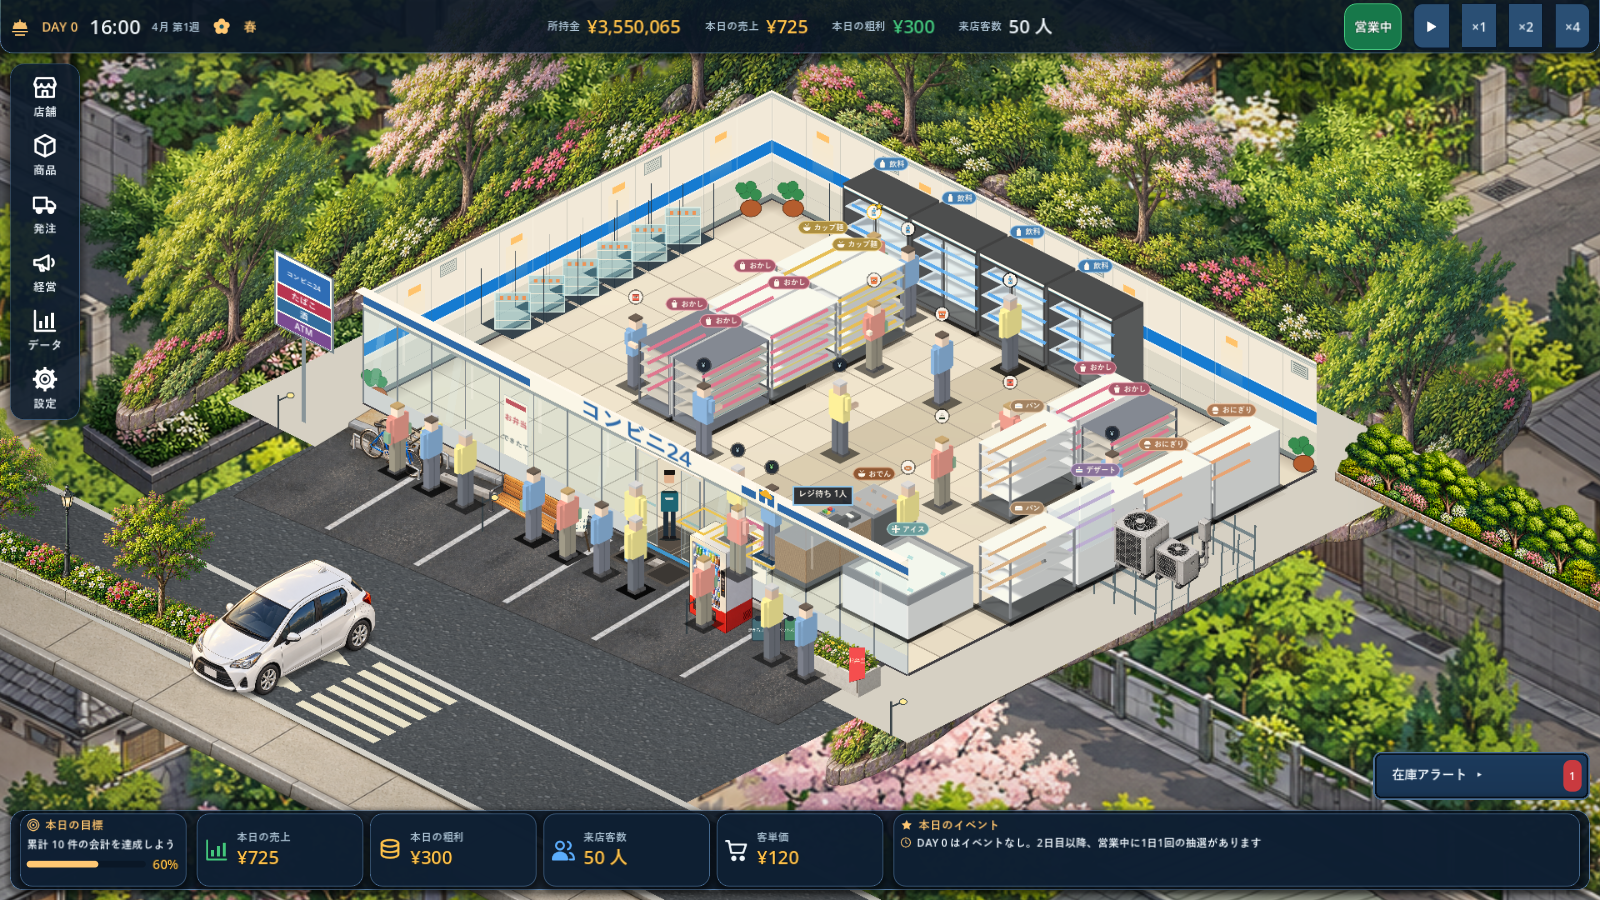 DAY 0 16:00 4月 第1週 春
所持金 ¥3,550,065 本日の売上 ¥725 本日の粗利 ¥300 来店客数 50 人
営業中 ×1 ×2 ×4
店舗
商品
発注
経営
データ
設定
コンビニ24
たばこ
酒
ATM
飲料
飲料
飲料
飲料
カップ麺
カップ麺
おかし
おかし
おかし
おかし
おかし
おかし
パン
おにぎり
おにぎり
デザート
おでん
パン
アイス
レジ待ち 1人
お弁当
できたて
コンビニ24
在庫アラート 1
本日の目標
累計 10 件の会計を達成しよう
60%
本日の売上
¥725
本日の粗利
¥300
来店客数
50 人
客単価
¥120
本日のイベント
DAY 0 はイベントなし。2日目以降、営業中に1日1回の抽選があります